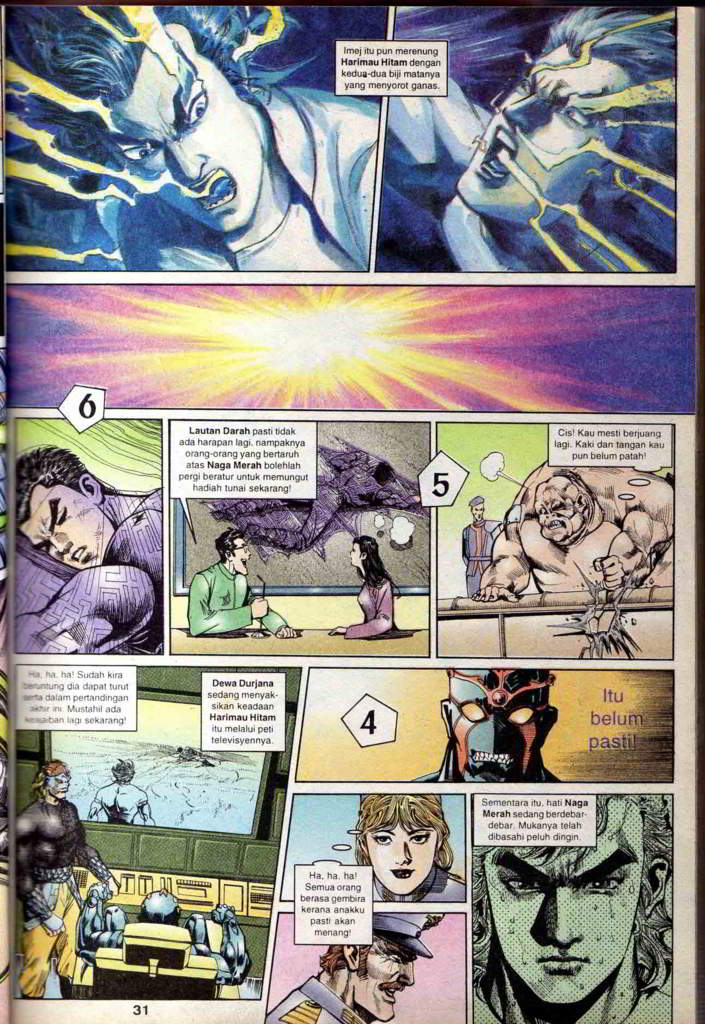 Imej itu pun merenung
Harimau Hitam dengan
kedua-dua biji matanya
yang menyorot ganas.
6
Lautan Darah pasti tidak
ada harapan lagi, nampaknya
orang-orang yang bertaruh
atas Naga Merah bolehlah
pergi beratur untuk memungut
hadiah tunai sekarang!
5
Cis! Kau mesti berjuang
lagi. Kaki dan tangan kau
pun belum patah!
Ha, ha, ha! Sudah kira
beruntung dia dapat turut
serta dalam pertandingan
akhir ini. Mustahil ada
keajaiban lagi sekarang!
Dewa Durjana
sedang menyak-
sikan keadaan
Harimau Hitam
itu melalui peti
televisyennya.
4
Itu
belum
pasti!
Ha, ha, ha!
Semua orang
berasa gembira
kerana anakku
pasti akan
menang!
Sementara itu, hati Naga
Merah sedang berdebar-
debar. Mukanya telah
dibasahi peluh dingin.
31